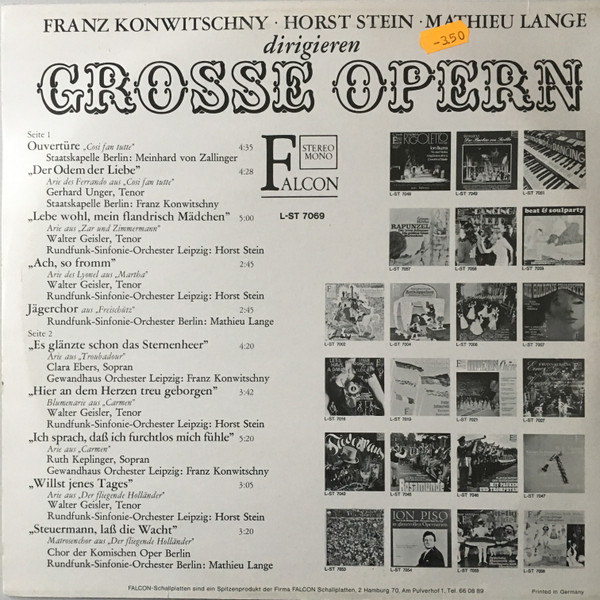 FRANZ KONWITSCHNY · HORST STEIN · MATHIEU LANGE
-3.50
dirigieren
GROSSE OPERN
Seite 1
Ouvertüre „Cosi fan tutte" 4:35
Staatskapelle Berlin: Meinhard von Zallinger
„Der Odem der Liebe" 4:28
Arie des Ferrando aus „Cosi fan tutte"
Gerhard Unger, Tenor
Staatskapelle Berlin: Franz Konwitschny
„Lebe wohl, mein flandrisch Mädchen" 5:00
Arie aus „Zar und Zimmermann"
Walter Geisler, Tenor
Rundfunk-Sinfonie-Orchester Leipzig: Horst Stein
„Ach, so fromm" 2:45
Arie des Lyonel aus „Martha"
Walter Geisler, Tenor
Rundfunk-Sinfonie-Orchester Leipzig: Horst Stein
Jägerchor aus „Freischütz" 2:45
Rundfunk-Sinfonie-Orchester Berlin: Mathieu Lange
Seite 2
„Es glänzte schon das Sternenheer" 4:20
Arie aus „Troubadour"
Clara Ebers, Sopran
Gewandhaus Orchester Leipzig: Franz Konwitschny
„Hier an dem Herzen treu geborgen" 3:42
Blumenarie aus „Carmen"
Walter Geisler, Tenor
Rundfunk-Sinfonie-Orchester Leipzig: Horst Stein
„Ich sprach, daß ich furchtlos mich fühle" 5:20
Arie aus „Carmen"
Ruth Keplinger, Sopran
Gewandhaus Orchester Leipzig: Franz Konwitschny
„Willst jenes Tages" 3:05
Arie aus „Der fliegende Holländer"
Walter Geisler, Tenor
Rundfunk-Sinfonie-Orchester Leipzig: Horst Stein
„Steuermann, laß die Wacht" 3:20
Matrosenchor aus „Der fliegende Holländer"
Chor der Komischen Oper Berlin
Rundfunk-Sinfonie-Orchester Berlin: Mathieu Lange
FALCON
STEREO
MONO
L-ST 7069
RIGOLETTO
RAPUNZEL
beat & soulparty
Rosamunde
ION PISO
FALCON-Schallplatten sind ein Spitzenprodukt der Firma FALCON Schallplatten, 2 Hamburg 70, Am Pulverhof 1, Tel. 66 08 89
Printed in Germany